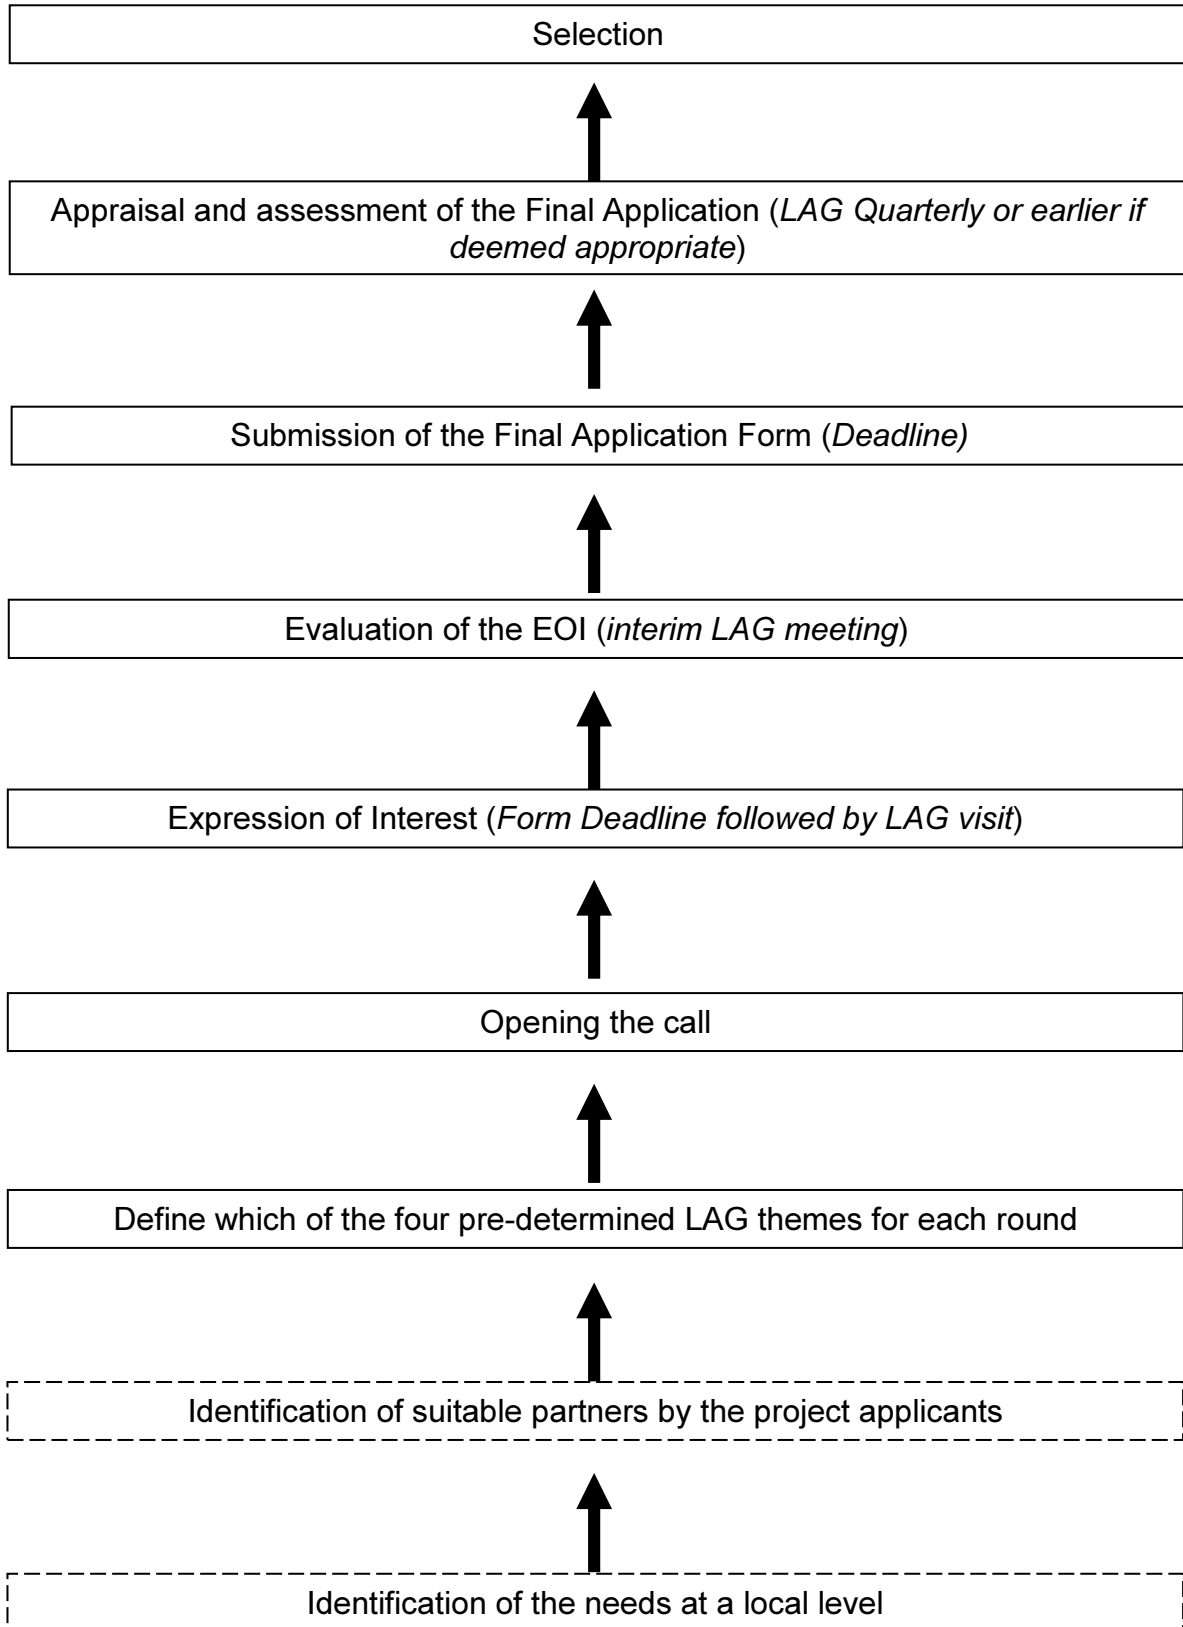 Selection
Appraisal and assessment of the Final Application (LAG Quarterly or earlier if
deemed appropriate)
Submission of the Final Application Form (Deadline)
Evaluation of the EOI (interim LAG meeting)
Expression of Interest (Form Deadline followed by LAG visit)
Opening the call
Define which of the four pre-determined LAG themes for each round
Identification of suitable partners by the project applicants
Identification of the needs at a local level